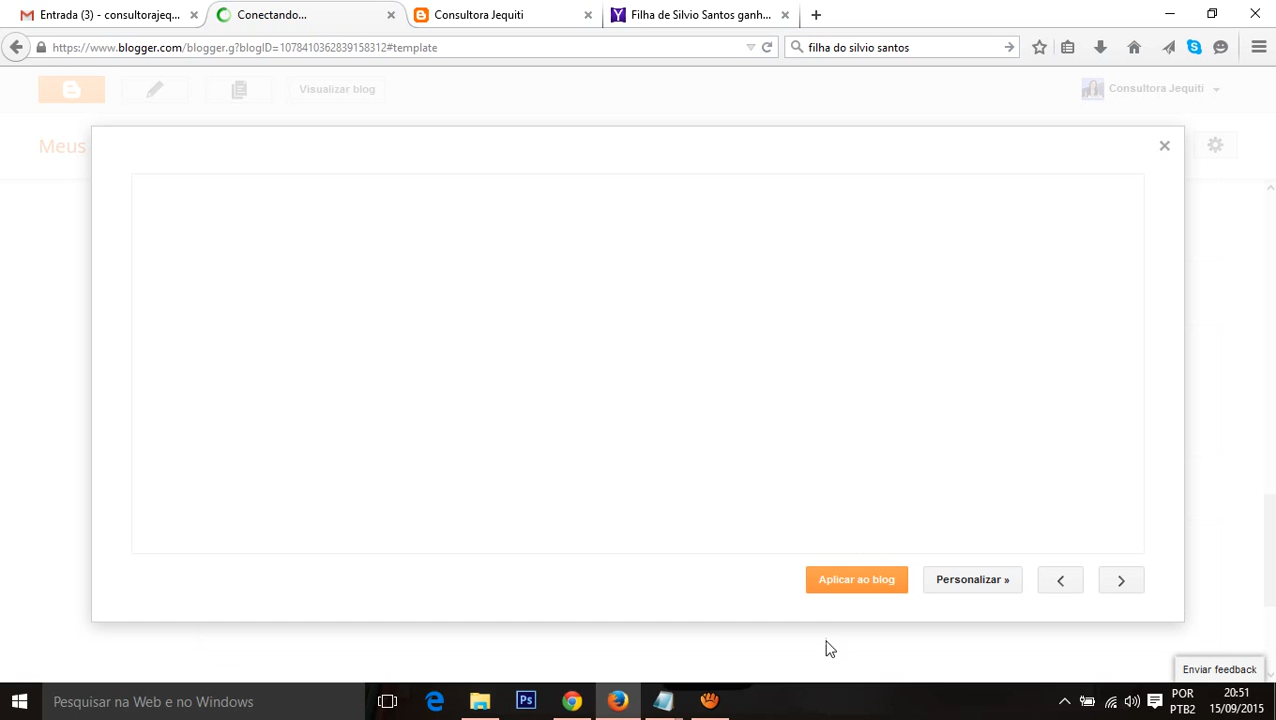 Entrada (3) - consultorajeq...
Conectando...
Consultora Jequiti
Filha de Silvio Santos ganh...
https://www.blogger.com/blogger.g?blogID=1078410362839158312#template
filha do silvio santos
Visualizar blog
Consultora Jequiti
Meus
Aplicar ao blog
Personalizar »
Enviar feedback
Pesquisar na Web e no Windows
Ps
POR
PTB2
20:51
15/09/2015